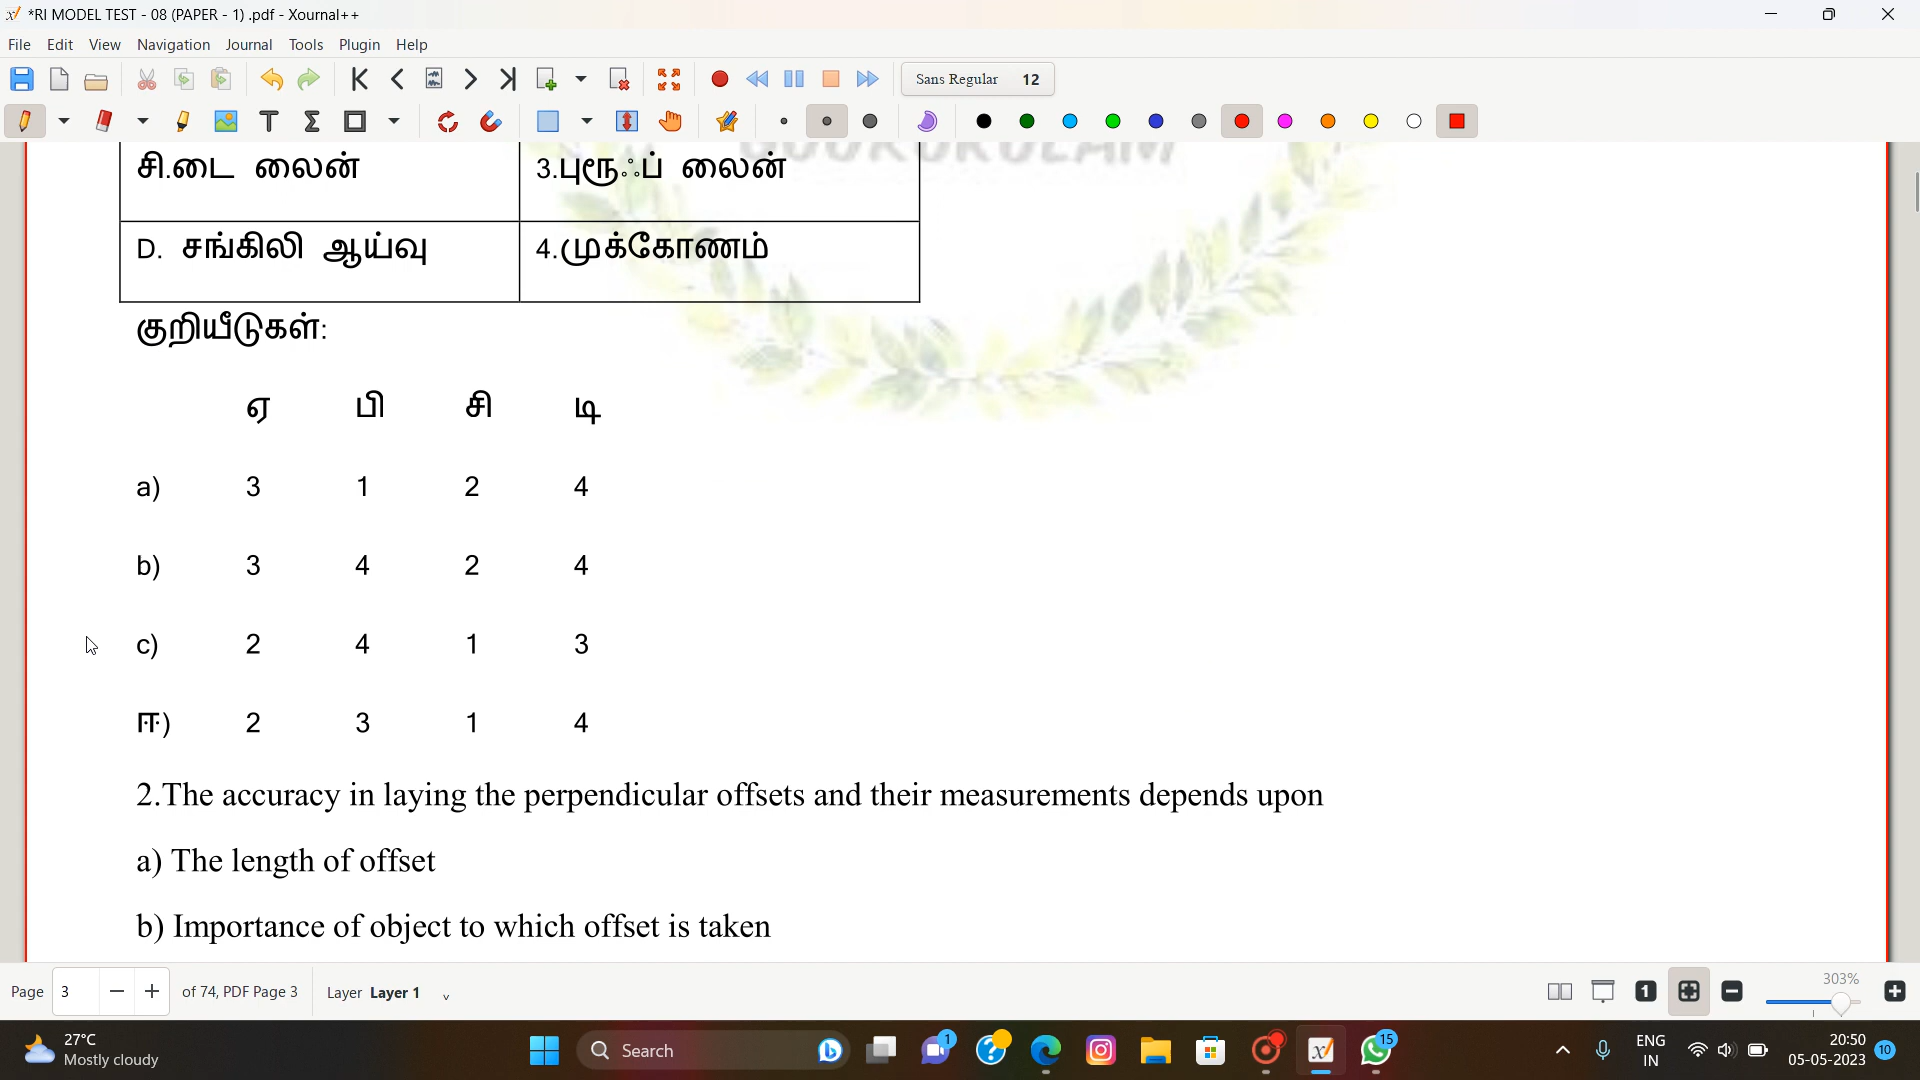 *RI MODEL TEST - 08 (PAPER - 1) .pdf - Xournal++
File Edit View Navigation Journal Tools Plugin Help
Sans Regular 12
சி.டை லைன் 3.புரூஃப் லைன்
D. சங்கிலி ஆய்வு 4.முக்கோணம்
குறியீடுகள்:
ஏ பி சி டி
a) 3 1 2 4
b) 3 4 2 4
c) 2 4 1 3
ஈ) 2 3 1 4
2.The accuracy in laying the perpendicular offsets and their measurements depends upon
a) The length of offset
b) Importance of object to which offset is taken
Page 3 of 74, PDF Page 3 Layer Layer 1 303%
27°C
Mostly cloudy
Search
1
15
ENG
IN
20:50
05-05-2023
10